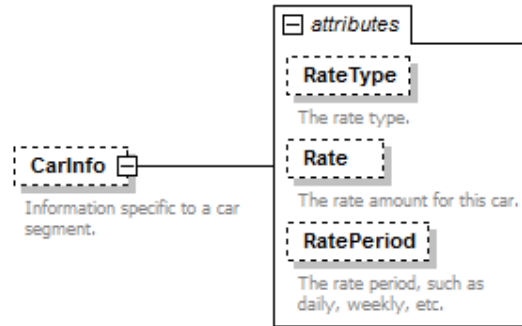 attributes
RateType
The rate type.
CarInfo
Information specific to a car
segment.
Rate
The rate amount for this car.
RatePeriod
The rate period, such as
daily, weekly, etc.